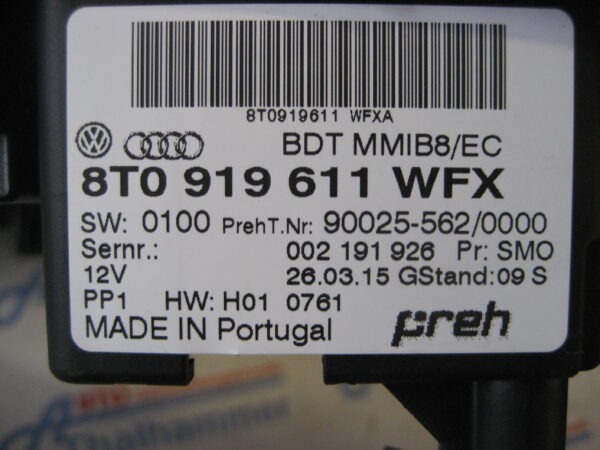 8T0919611 WFXA
BDT MMIB8/EC
8T0 919 611 WFX
SW: 0100 PrehT.Nr: 90025-562/0000
Sernr.: 002 191 926 Pr: SMO
12V 26.03.15 GStand: 09 S
PP1 HW: H01 0761
MADE IN Portugal preh
Thalhammer